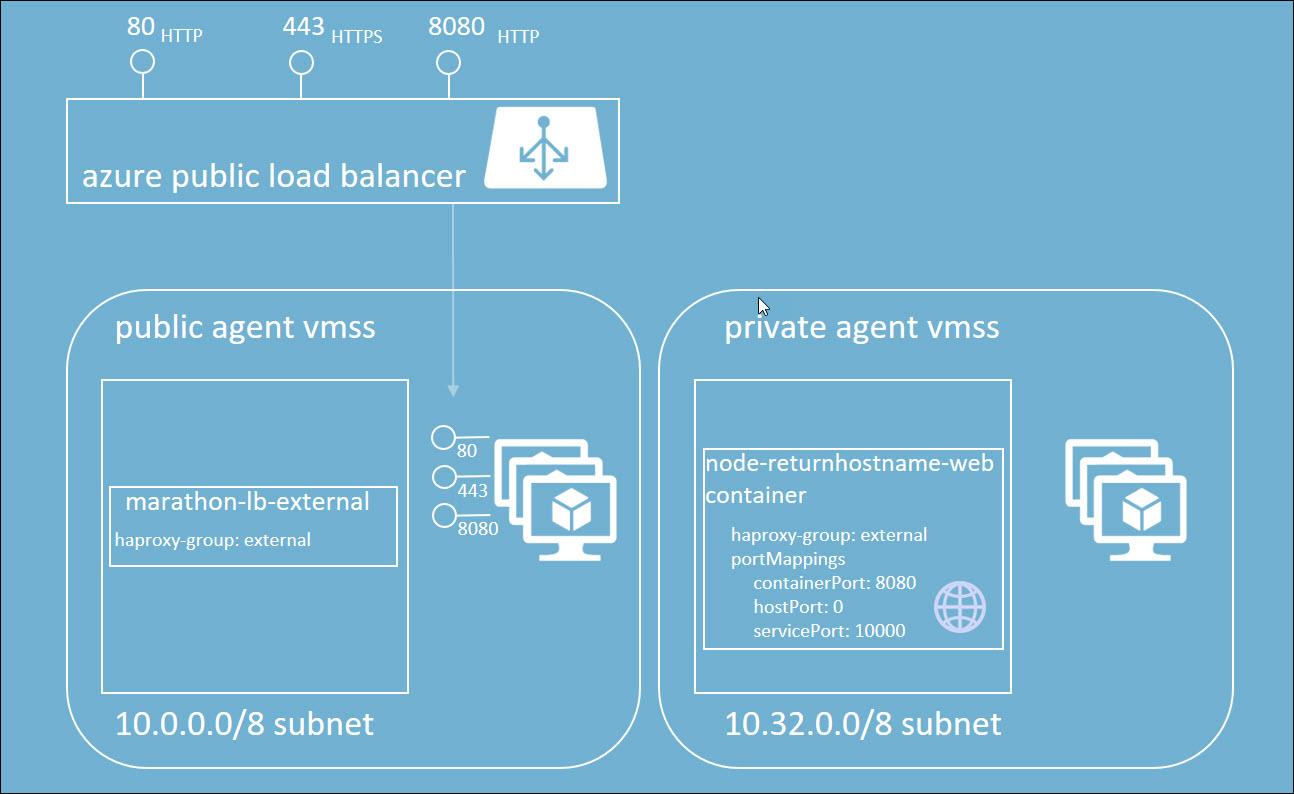 80 HTTP
443 HTTPS
8080 HTTP
azure public load balancer
public agent vmss
marathon-lb-external
haproxy-group: external
80
443
8080
10.0.0.0/8 subnet
private agent vmss
node-returnhostname-web
container
haproxy-group: external
portMappings
containerPort: 8080
hostPort: 0
servicePort: 10000
10.32.0.0/8 subnet